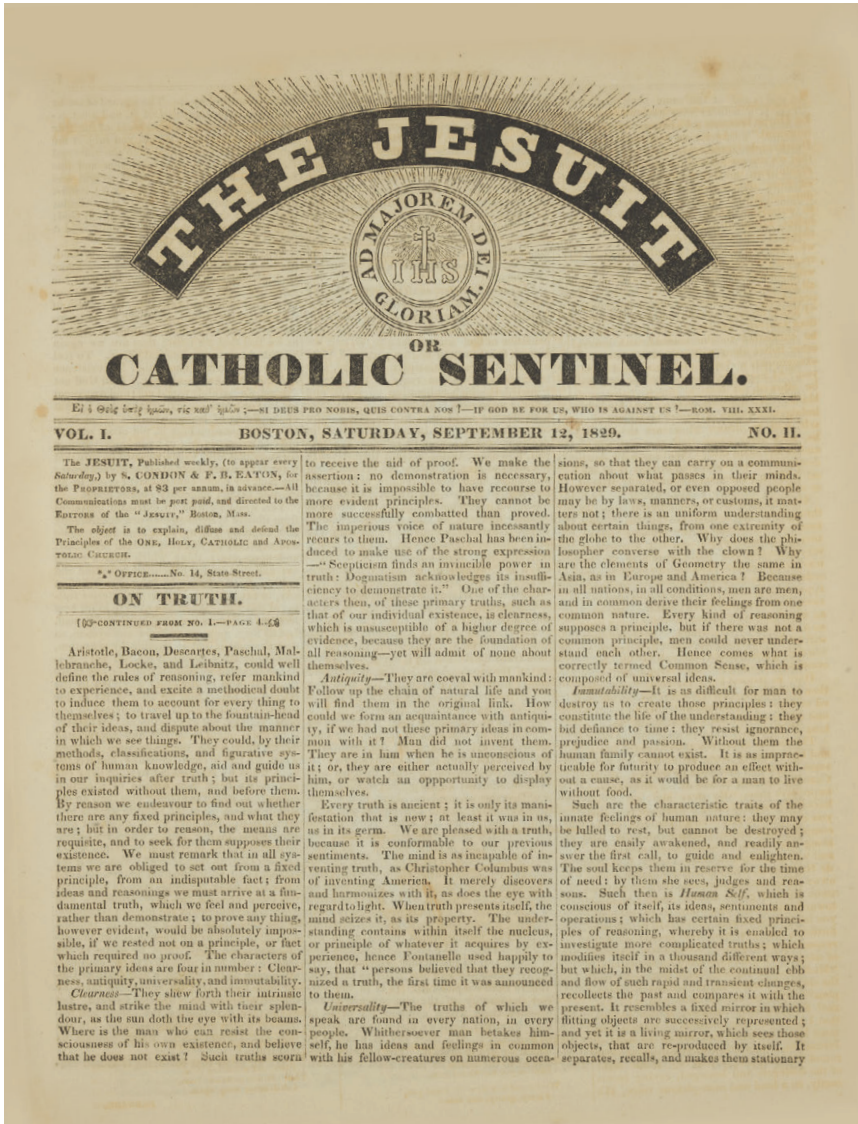 THE JESUIT
AD MAJOREM DEI
GLORIAM.
IHS
OR
CATHOLIC SENTINEL.
Ει ὁ Θεὸς ὑπὲρ ἡμῶν, τίς καθ' ἡμῶν ;—SI DEUS PRO NOBIS, QUIS CONTRA NOS ?—IF GOD BE FOR US, WHO IS AGAINST US ?—ROM. VIII. XXXI.
VOL. I. BOSTON, SATURDAY, SEPTEMBER 12, 1829. NO. II.
The JESUIT, Published weekly, (to appear every
Saturday,) by S. CONDON & F. B. EATON, for
the PROPRIETORS, at $3 per annum, in advance.—All
Communications must be post paid, and directed to the
EDITORS of the "JESUIT," Boston, Mass.
The object is to explain, diffuse and defend the
Principles of the ONE, HOLY, CATHOLIC and APOS-
TOLIC CHURCH.
*⁎* OFFICE.......No. 14, State-Street.
ON TRUTH.
[☞CONTINUED FROM NO. 1.—PAGE 4.☜]
Aristotle, Bacon, Descartes, Paschal, Mal-
lebranche, Locke, and Leibnitz, could well
define the rules of reasoning, refer mankind
to experience, and excite a methodical doubt
to induce them to account for every thing to
themselves ; to travel up to the fountain-head
of their ideas, and dispute about the manner
in which we see things. They could, by their
methods, classifications, and figurative sys-
tems of human knowledge, aid and guide us
in our inquiries after truth ; but its princi-
ples existed without them, and before them.
By reason we endeavour to find out whether
there are any fixed principles, and what they
are ; but in order to reason, the means are
requisite, and to seek for them supposes their
existence. We must remark that in all sys-
tems we are obliged to set out from a fixed
principle, from an indisputable fact ; from
ideas and reasonings we must arrive at a fun-
damental truth, which we feel and perceive,
rather than demonstrate ; to prove any thing,
however evident, would be absolutely impos-
sible, if we rested not on a principle, or fact
which required no proof. The characters of
the primary ideas are four in number : Clear-
ness, antiquity, universality, and immutability.
Clearness—They shew forth their intrinsic
lustre, and strike the mind with their splen-
dour, as the sun doth the eye with its beams.
Where is the man who can resist the con-
sciousness of his own existence, and believe
that he does not exist ? Such truths scorn
to receive the aid of proof. We make the
assertion : no demonstration is necessary,
because it is impossible to have recourse to
more evident principles. They cannot be
more successfully combatted than proved.
The imperious voice of nature incessantly
recurs to them. Hence Paschal has been in-
duced to make use of the strong expression
—" Scepticism finds an invincible power in
truth : Dogmatism acknowledges its insuffi-
ciency to demonstrate it." One of the char-
acters then, of these primary truths, such as
that of our individual existence, is clearness,
which is unsusceptible of a higher degree of
evidence, because they are the foundation of
all reasoning—yet will admit of none about
themselves.
Antiquity—They are coeval with mankind:
Follow up the chain of natural life and you
will find them in the original link. How
could we form an acquaintance with antiqui-
ty, if we had not these primary ideas in com-
mon with it ? Man did not invent them.
They are in him when he is unconscious of
it ; or, they are either actually perceived by
him, or watch an oppportunity to display
themselves.
Every truth is ancient ; it is only its mani-
festation that is new ; at least it was in us,
as in its germ. We are pleased with a truth,
because it is conformable to our previous
sentiments. The mind is as incapable of in-
venting truth, as Christopher Columbus was
of inventing America. It merely discovers
and harmonizes with it, as does the eye with
regard to light. When truth presents itself, the
mind seizes it, as its property. The under-
standing contains within itself the nucleus,
or principle of whatever it acquires by ex-
perience, hence Fontanelle used happily to
say, that " persons believed that they recog-
nized a truth, the first time it was announced
to them.
Universality—The truths of which we
speak are found in every nation, in every
people. Whithersoever man betakes him-
self, he has ideas and feelings in common
with his fellow-creatures on numerous occa-
sions, so that they can carry on a communi-
cation about what passes in their minds.
However separated, or even opposed people
may be by laws, manners, or customs, it mat-
ters not ; there is an uniform understanding
about certain things, from one extremity of
the globe to the other. Why does the phi-
losopher converse with the clown ? Why
are the elements of Geometry the same in
Asia, as in Europe and America ? Because
in all nations, in all conditions, men are men,
and in common derive their feelings from one
common nature. Every kind of reasoning
supposes a principle, but if there was not a
common principle, men could never under-
stand each other. Hence comes what is
correctly termed Common Sense, which is
composed of universal ideas.
Immutability—It is as difficult for man to
destroy us to create those principles : they
constitute the life of the understanding : they
bid defiance to time : they resist ignorance,
prejudice and passion. Without them the
human family cannot exist. It is as imprac-
ticable for futurity to produce an effect with-
out a cause, as it would be for a man to live
without food.
Such are the characteristic traits of the
innate feelings of human nature : they may
be lulled to rest, but cannot be destroyed ;
they are easily awakened, and readily an-
swer the first call, to guide and enlighten.
The soul keeps them in reserve for the time
of need : by them she sees, judges and rea-
sons. Such then is Human Self, which is
conscious of itself, its ideas, sentiments and
operations ; which has certain fixed princi-
ples of reasoning, whereby it is enabled to
investigate more complicated truths ; which
modifies itself in a thousand different ways ;
but which, in the midst of the continual ebb
and flow of such rapid and transient changes,
recollects the past and compares it with the
present. It resembles a fixed mirror in which
flitting objects are successively represented ;
and yet it is a living mirror, which sees those
objects, that are re-produced by itself. It
separates, recalls, and makes them stationary